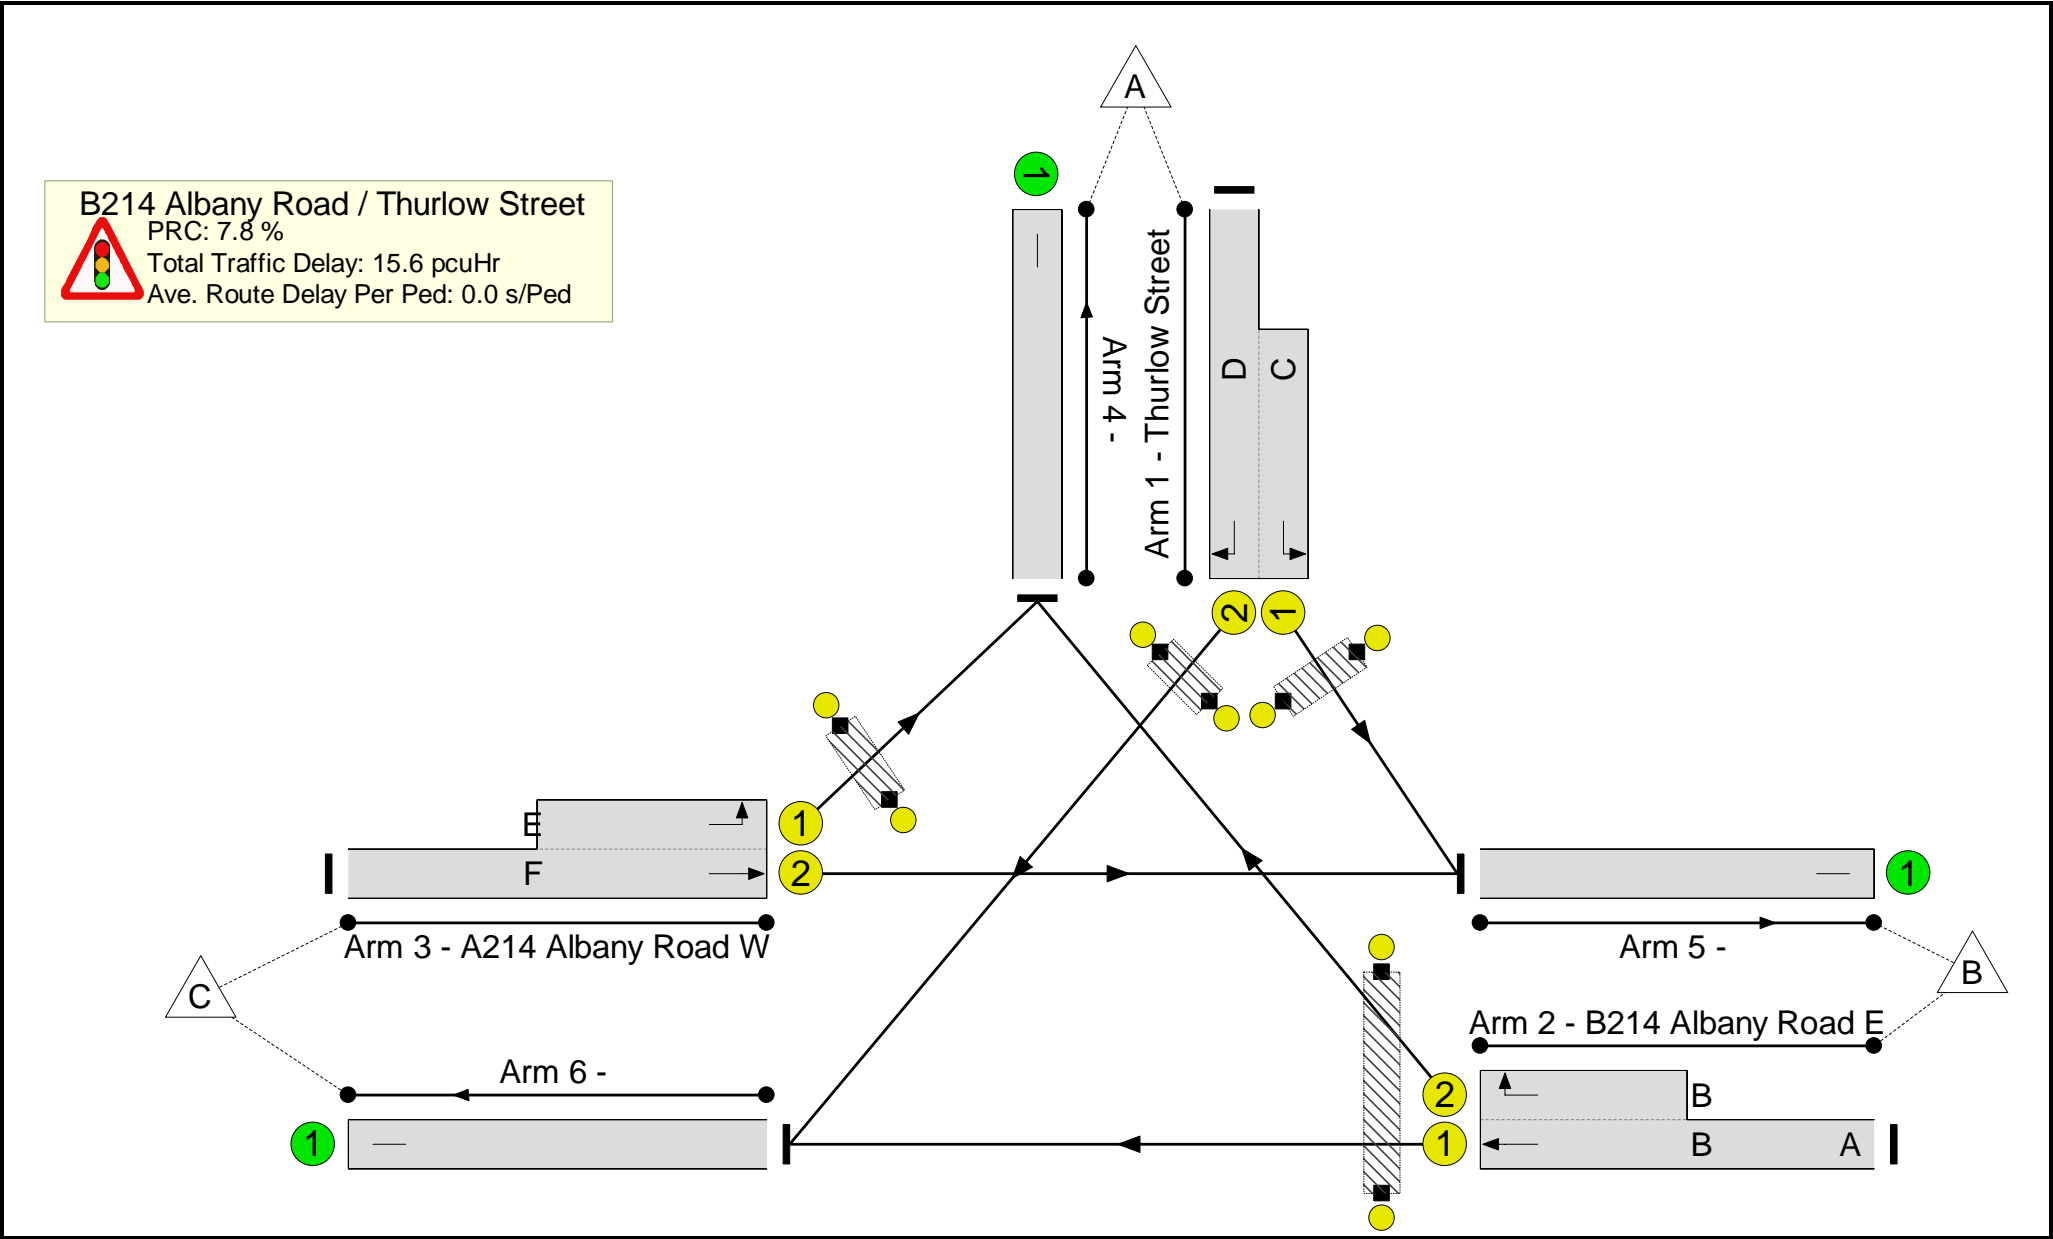 A
1
B214 Albany Road / Thurlow Street
PRC: 7.8 %
Total Traffic Delay: 15.6 pcuHr
Ave. Route Delay Per Ped: 0.0 s/Ped
Arm 4 -
Arm 1 - Thurlow Street
D
C
2
1
E
1
F
2
1
Arm 3 - A214 Albany Road W
Arm 5 -
C
B
Arm 2 - B214 Albany Road E
Arm 6 -
2
B
1
1
B
A